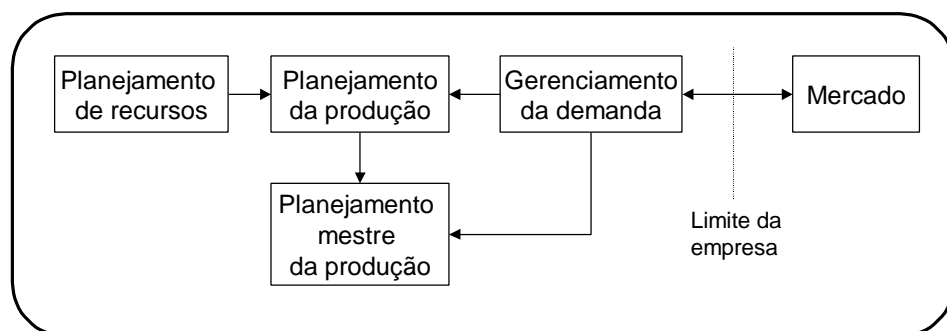 Planejamento
de recursos
Planejamento
da produção
Gerenciamento
da demanda
Mercado
Planejamento
mestre
da produção
Limite da
empresa